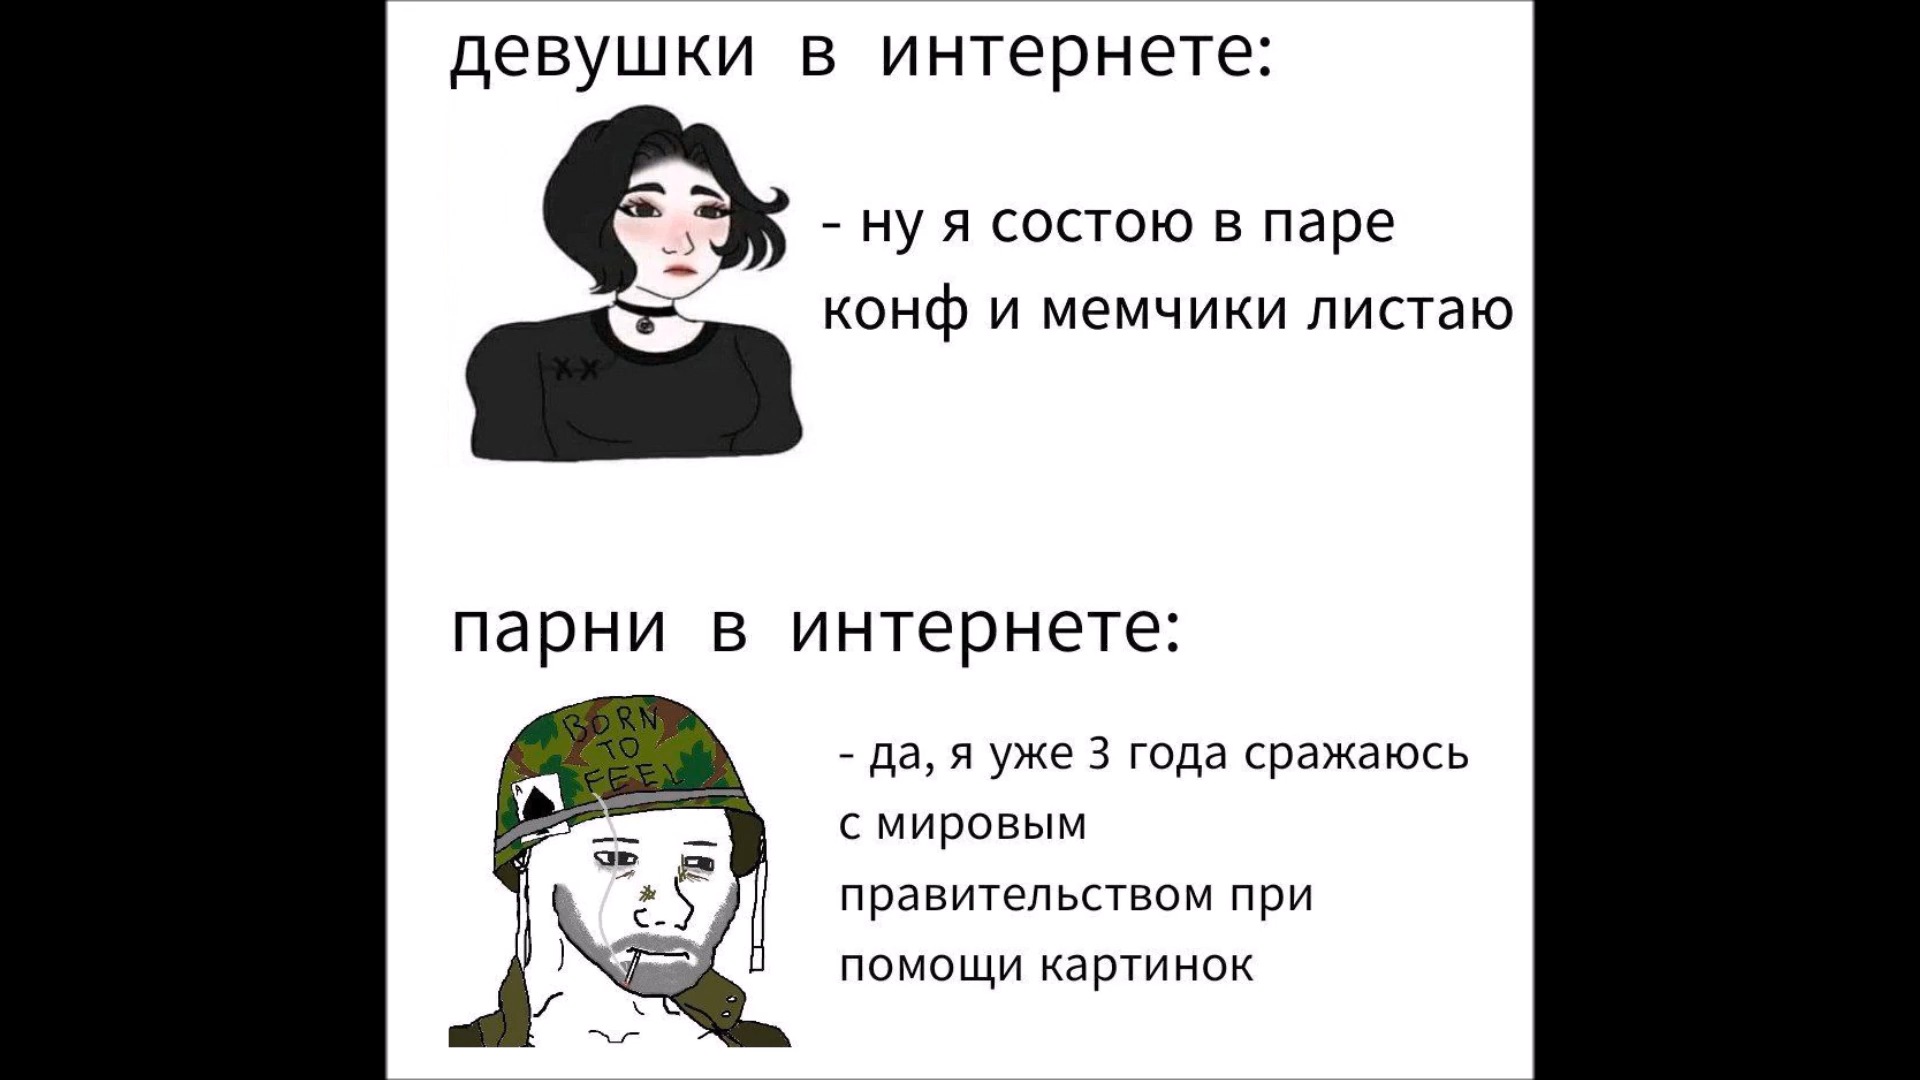 девушки в интернете:
- ну я состою в паре
конф и мемчики листаю
парни в интернете:
BORN
TO
FEEL
A
- да, я уже 3 года сражаюсь
с мировым
правительством при
помощи картинок